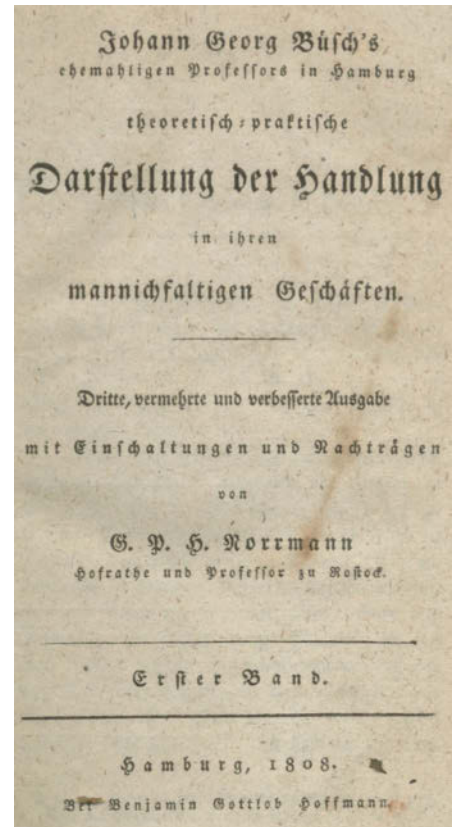 Johann Georg Büsch's
ehemahligen Professors in Hamburg
theoretisch-praktische
Darstellung der Handlung
in ihren
mannichfaltigen Geschäften.
Dritte, vermehrte und verbesserte Ausgabe
mit Einschaltungen und Nachträgen
von
G. P. H. Norrmann
Hofrathe und Professor zu Rostock.
Erster Band.
Hamburg, 1808.
Bei Benjamin Gottlob Hoffmann.